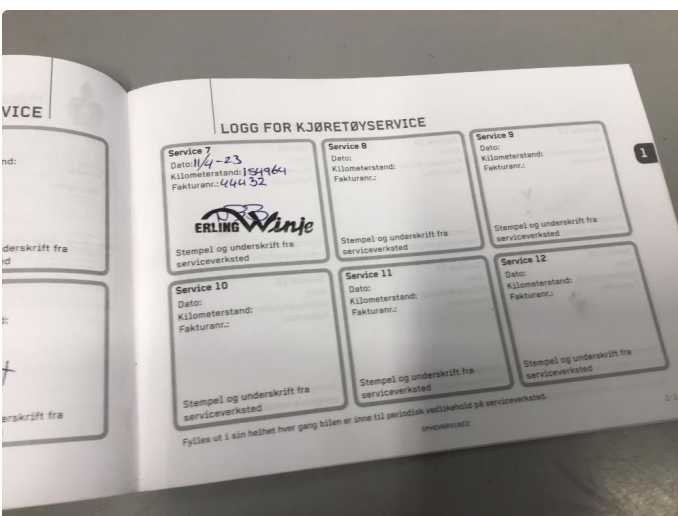 VICE
nd:
derskrift fra
ed
erskrift fra
LOGG FOR KJØRETØYSERVICE
Service 7
Dato: 11/4-23
Kilometerstand: 154964
Fakturanr.: 44432
ERLING Winje
Stempel og underskrift fra
serviceverksted
Service 8
Dato:
Kilometerstand:
Fakturanr.:
Stempel og underskrift fra
serviceverksted
Service 9
Dato:
Kilometerstand:
Fakturanr.:
Stempel og underskrift fra
serviceverksted
1
Service 10
Dato:
Kilometerstand:
Fakturanr.:
Stempel og underskrift fra
serviceverksted
Service 11
Dato:
Kilometerstand:
Fakturanr.:
Stempel og underskrift fra
serviceverksted
Service 12
Dato:
Kilometerstand:
Fakturanr.:
Stempel og underskrift fra
serviceverksted
Fylles ut i sin helhet hver gang bilen er inne til periodisk vedlikehold på serviceverksted.